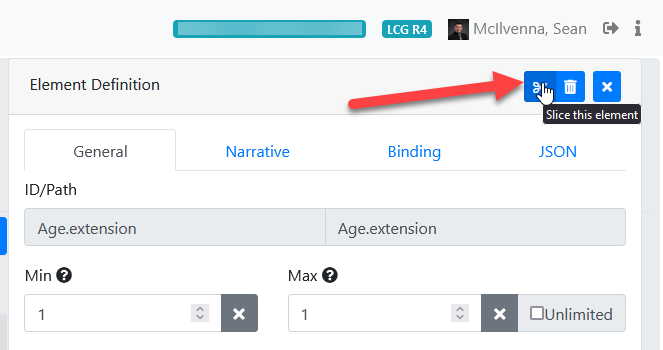 LCG R4 McIlvenna, Sean
Element Definition
Slice this element
General Narrative Binding JSON
ID/Path
Age.extension Age.extension
Min Max
1 1 Unlimited